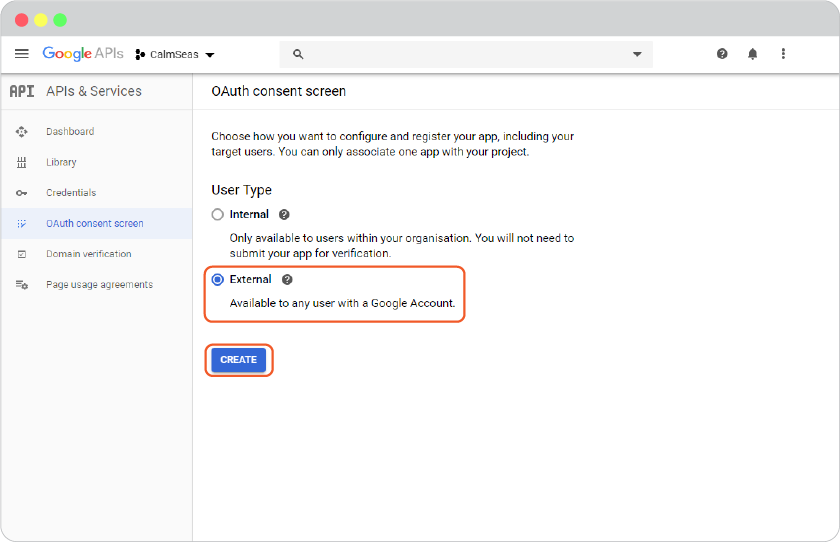 Google APIs
CalmSeas
API APIs & Services
OAuth consent screen
Dashboard
Library
Credentials
OAuth consent screen
Domain verification
Page usage agreements
Choose how you want to configure and register your app, including your
target users. You can only associate one app with your project.
User Type
Internal
Only available to users within your organisation. You will not need to
submit your app for verification.
External
Available to any user with a Google Account.
CREATE